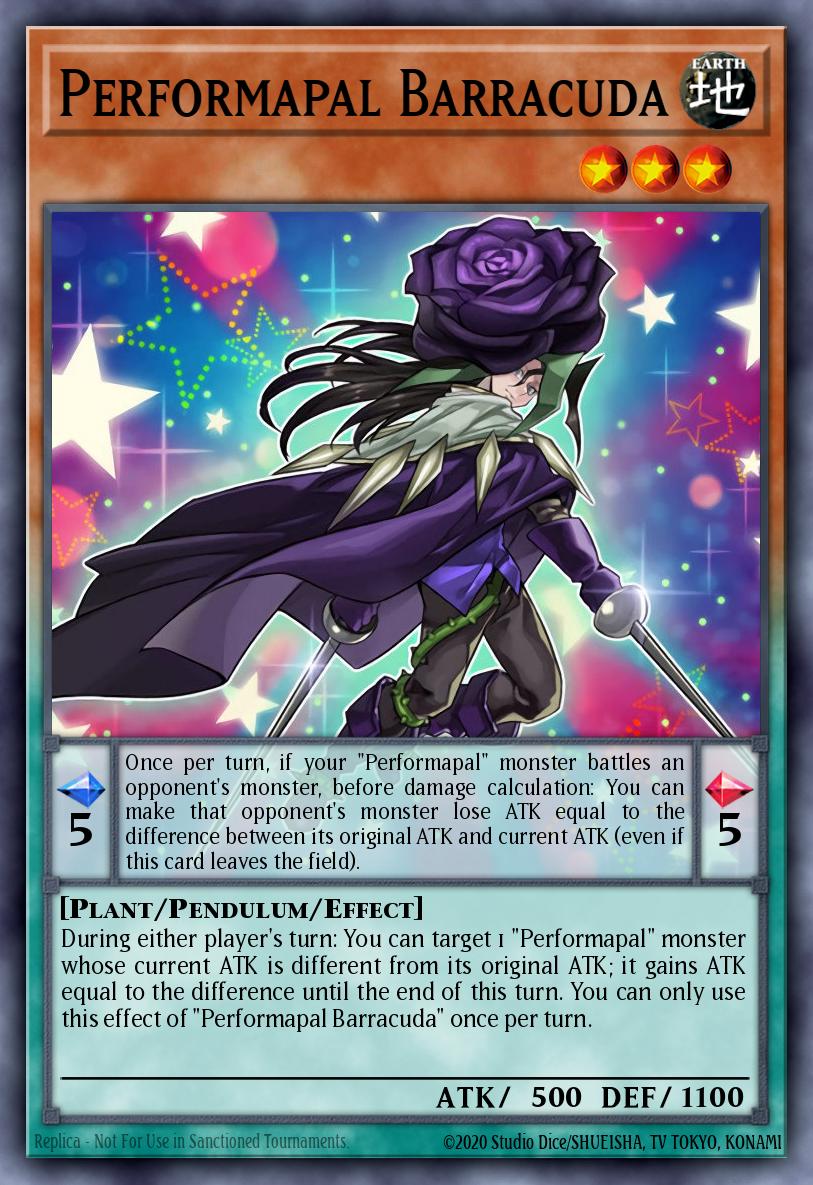 Performapal Barracuda
EARTH
地
Once per turn, if your "Performapal" monster battles an
opponent's monster, before damage calculation: You can
make that opponent's monster lose ATK equal to the
difference between its original ATK and current ATK (even if
this card leaves the field).
5
5
[Plant/Pendulum/Effect]
During either player's turn: You can target 1 "Performapal" monster
whose current ATK is different from its original ATK; it gains ATK
equal to the difference until the end of this turn. You can only use
this effect of "Performapal Barracuda" once per turn.
ATK/ 500 DEF/ 1100
Replica - Not For Use in Sanctioned Tournaments.
©2020 Studio Dice/SHUEISHA, TV TOKYO, KONAMI